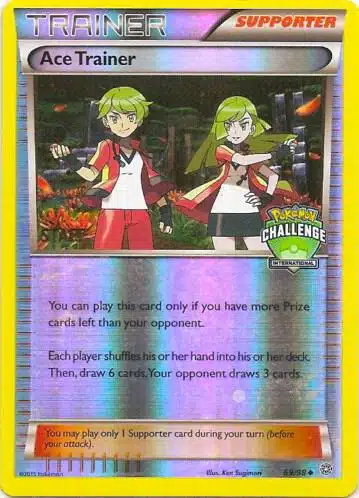 TRAINER
SUPPORTER
Ace Trainer
Pokémon
CHALLENGE
INTERNATIONAL
You can play this card only if you have more Prize
cards left than your opponent.
Each player shuffles his or her hand into his or her deck.
Then, draw 6 cards. Your opponent draws 3 cards.
You may play only 1 Supporter card during your turn (before
your attack).
©2015 Pokémon
Illus. Ken Sugimori
69/98